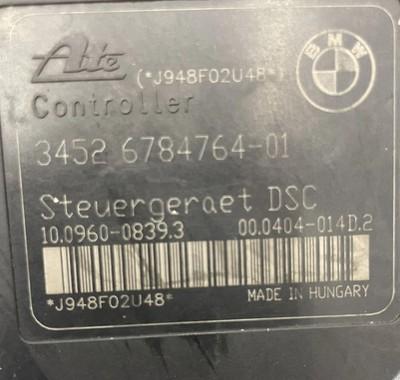 Ate (*J948F02U48*) BMW
Controller
3452 6784764-01
Steuergeraet DSC
10.0960-0839.3 00.0404-014D.2
*J948F02U48* MADE IN HUNGARY